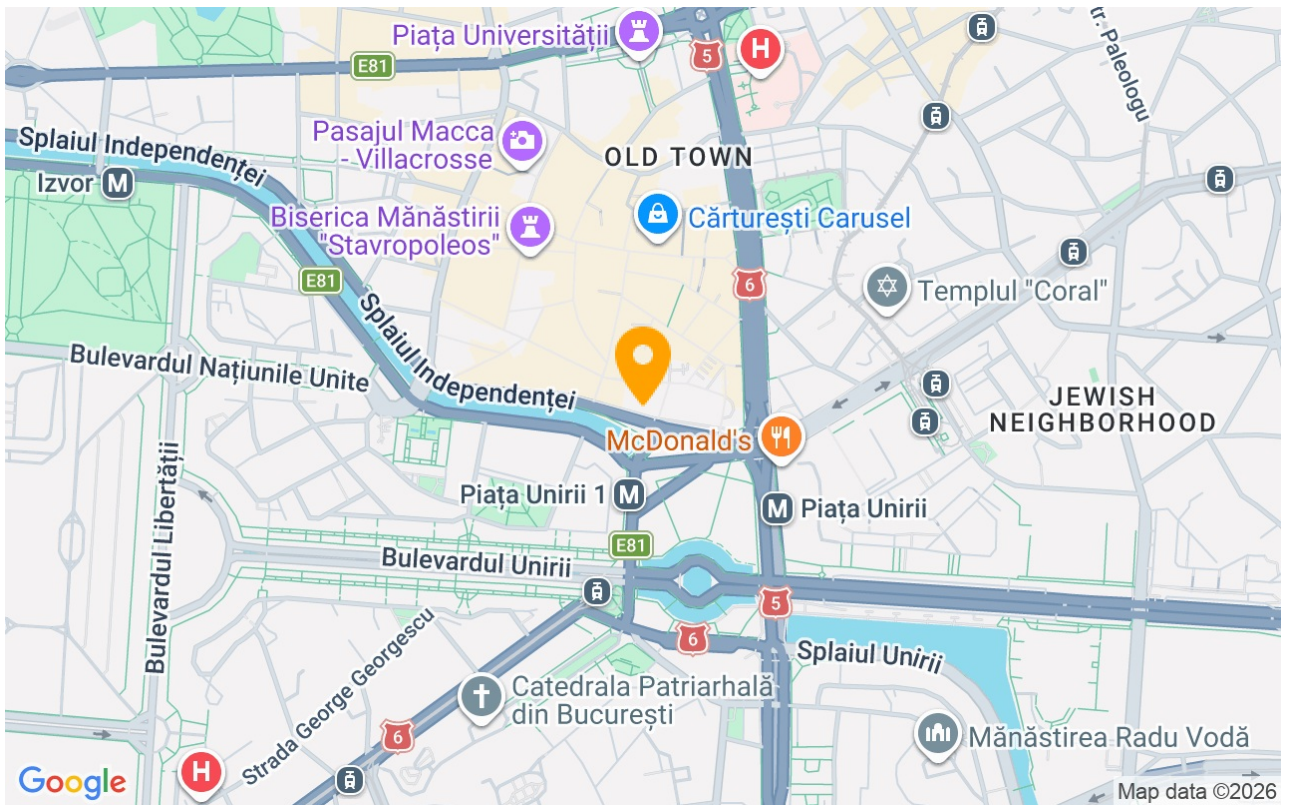 Piața Universității
5
H
E81
tr. Paleologu
Splaiul Independenței
Pasajul Macca
- Villacrosse
OLD TOWN
Izvor M
Biserica Mănăstirii
"Stavropoleos"
Cărturești Carusel
E81
6
Templul "Coral"
Splaiul Independenței
Bulevardul Națiunile Unite
JEWISH
NEIGHBORHOOD
McDonald's
Piața Unirii 1 M
M Piața Unirii
Bulevardul Libertății
E81
Bulevardul Unirii
5
6
Splaiul Unirii
Strada George Georgescu
Catedrala Patriarhală
din București
6
Mănăstirea Radu Vodă
H
Google
Map data ©2026